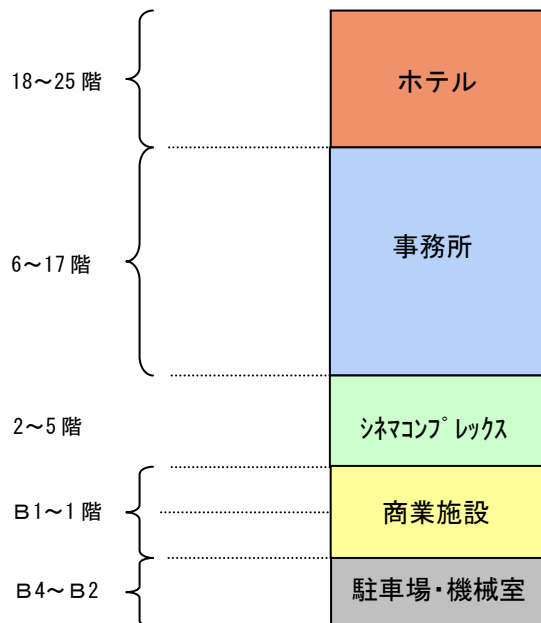 18～25 階
ホテル
6～17 階
事務所
2～5 階
ｼﾈﾏｺﾝﾌﾟﾚｯｸｽ
Ｂ1～1 階
商業施設
Ｂ4～Ｂ2
駐車場・機械室